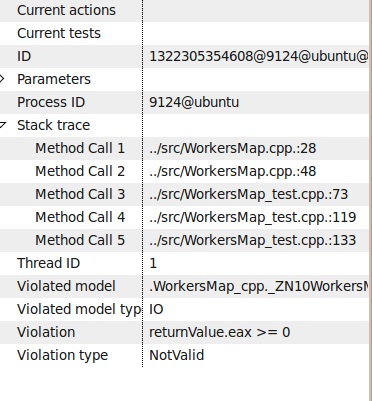 Current actions
Current tests
ID 1322305354608@9124@ubuntu@
Parameters
Process ID 9124@ubuntu
Stack trace
Method Call 1 ../src/WorkersMap.cpp.:28
Method Call 2 ../src/WorkersMap.cpp.:48
Method Call 3 ../src/WorkersMap_test.cpp.:73
Method Call 4 ../src/WorkersMap_test.cpp.:119
Method Call 5 ../src/WorkersMap_test.cpp.:133
Thread ID 1
Violated model .WorkersMap_cpp._ZN10WorkersM
Violated model typ IO
Violation returnValue.eax >= 0
Violation type NotValid